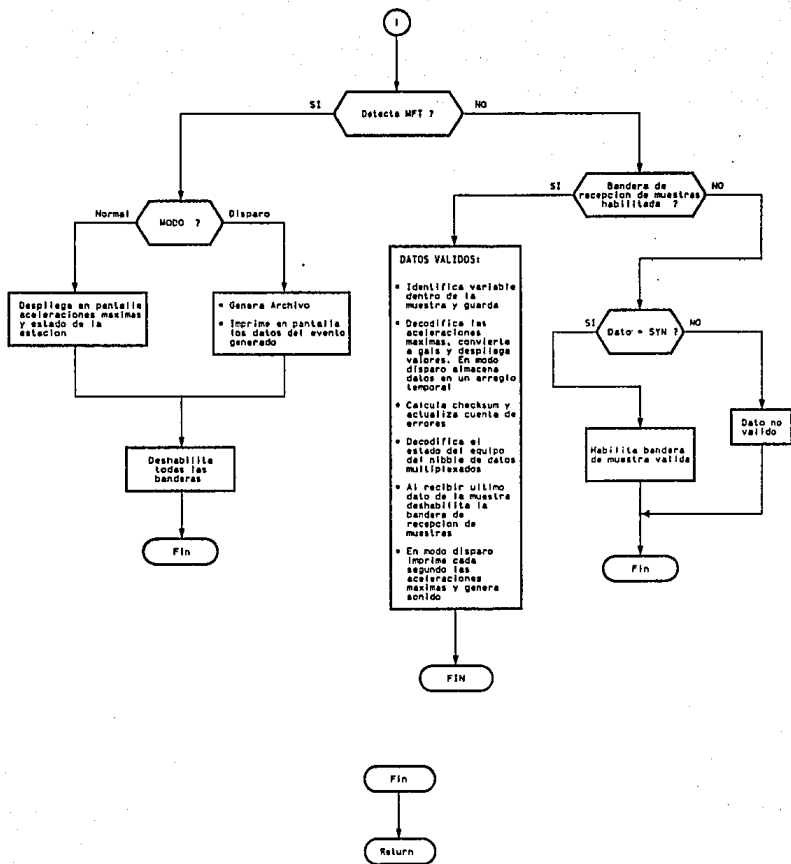 1
Detecta MFT ?
SI
NO
MODO ?
Normal
Disparo
Despliega en pantalla
aceleraciones maximas
y estado de la
estacion
• Genera Archivo
• Imprime en pantalla
los datos del evento
generado
Deshabilita
todas las
banderas
Fin
Bandera de
recepcion de muestras
habilitada ?
SI
NO
DATOS VALIDOS:
• Identifica variable
dentro de la
muestra y guarda
• Decodifica las
aceleraciones
maximas, convierte
a gals y despliega
valores. En modo
disparo almacena
datos en un arreglo
temporal
• Calcula checksum y
actualiza cuenta de
errores
• Decodifica el
estado del equipo
del nibble de datos
multiplexados
• Al recibir ultimo
dato de la muestra
deshabilita la
bandera de
recepcion de
muestras
• En modo disparo
imprime cada
segundo las
aceleraciones
maximas y genera
sonido
FIN
Dato = SYN ?
SI
NO
Habilita bandera
de muestra valida
Dato no
valido
Fin
Fin
Return